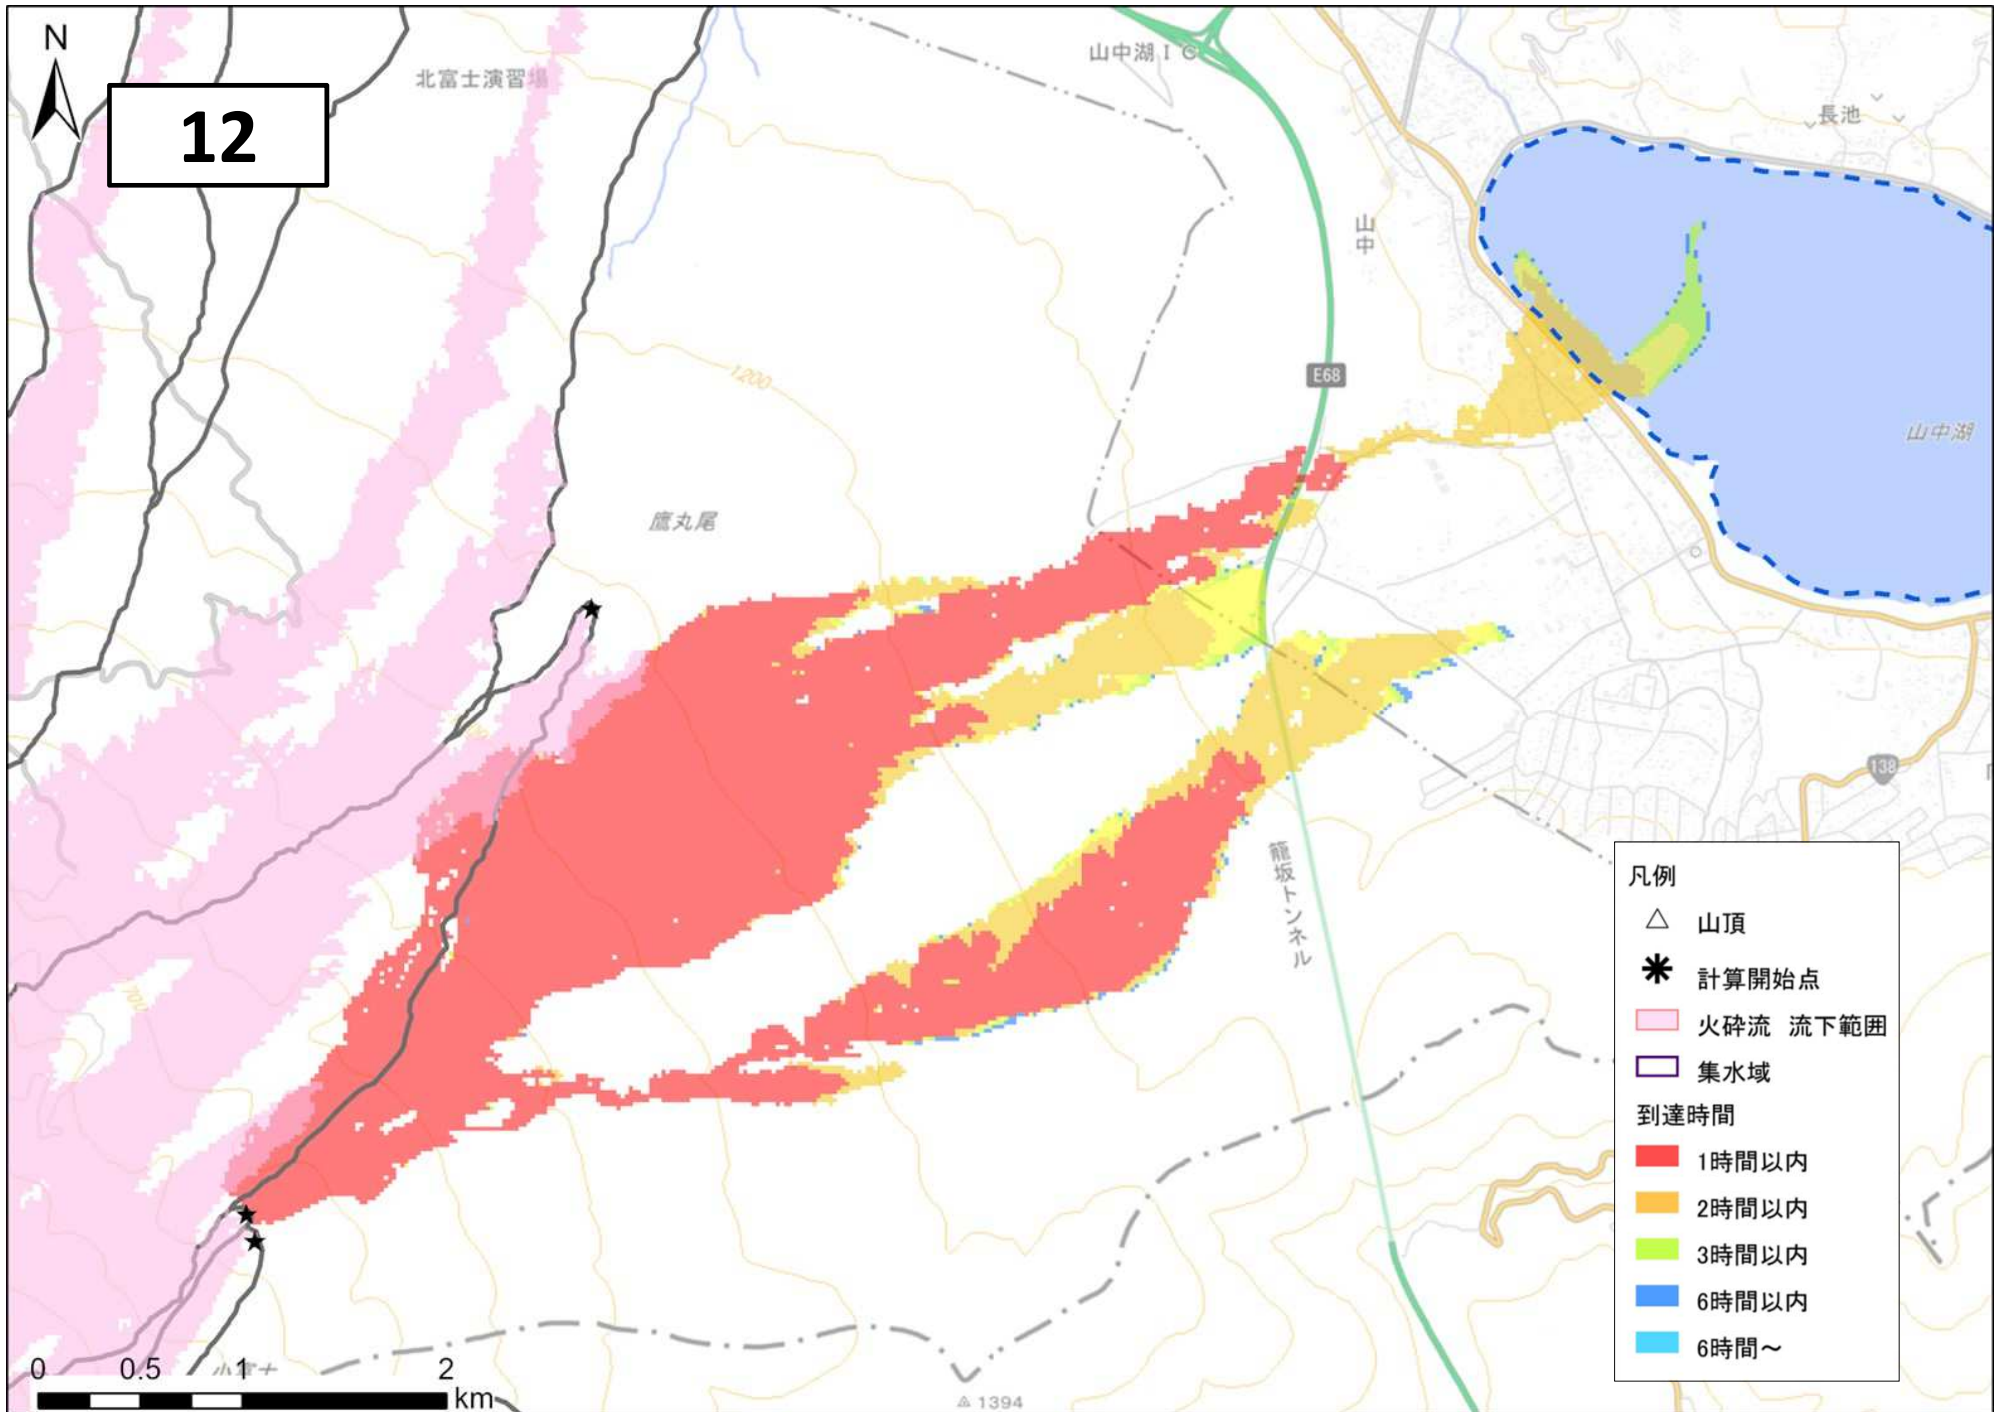 N
12
北富士演習場
山中湖IC
長池
山中
1200
E68
山中湖
鷹丸尾
138
籠坂トンネル
凡例
山頂
計算開始点
火砕流 流下範囲
集水域
到達時間
1時間以内
2時間以内
3時間以内
6時間以内
6時間~
0 0.5 1 2
km
小富士
1394